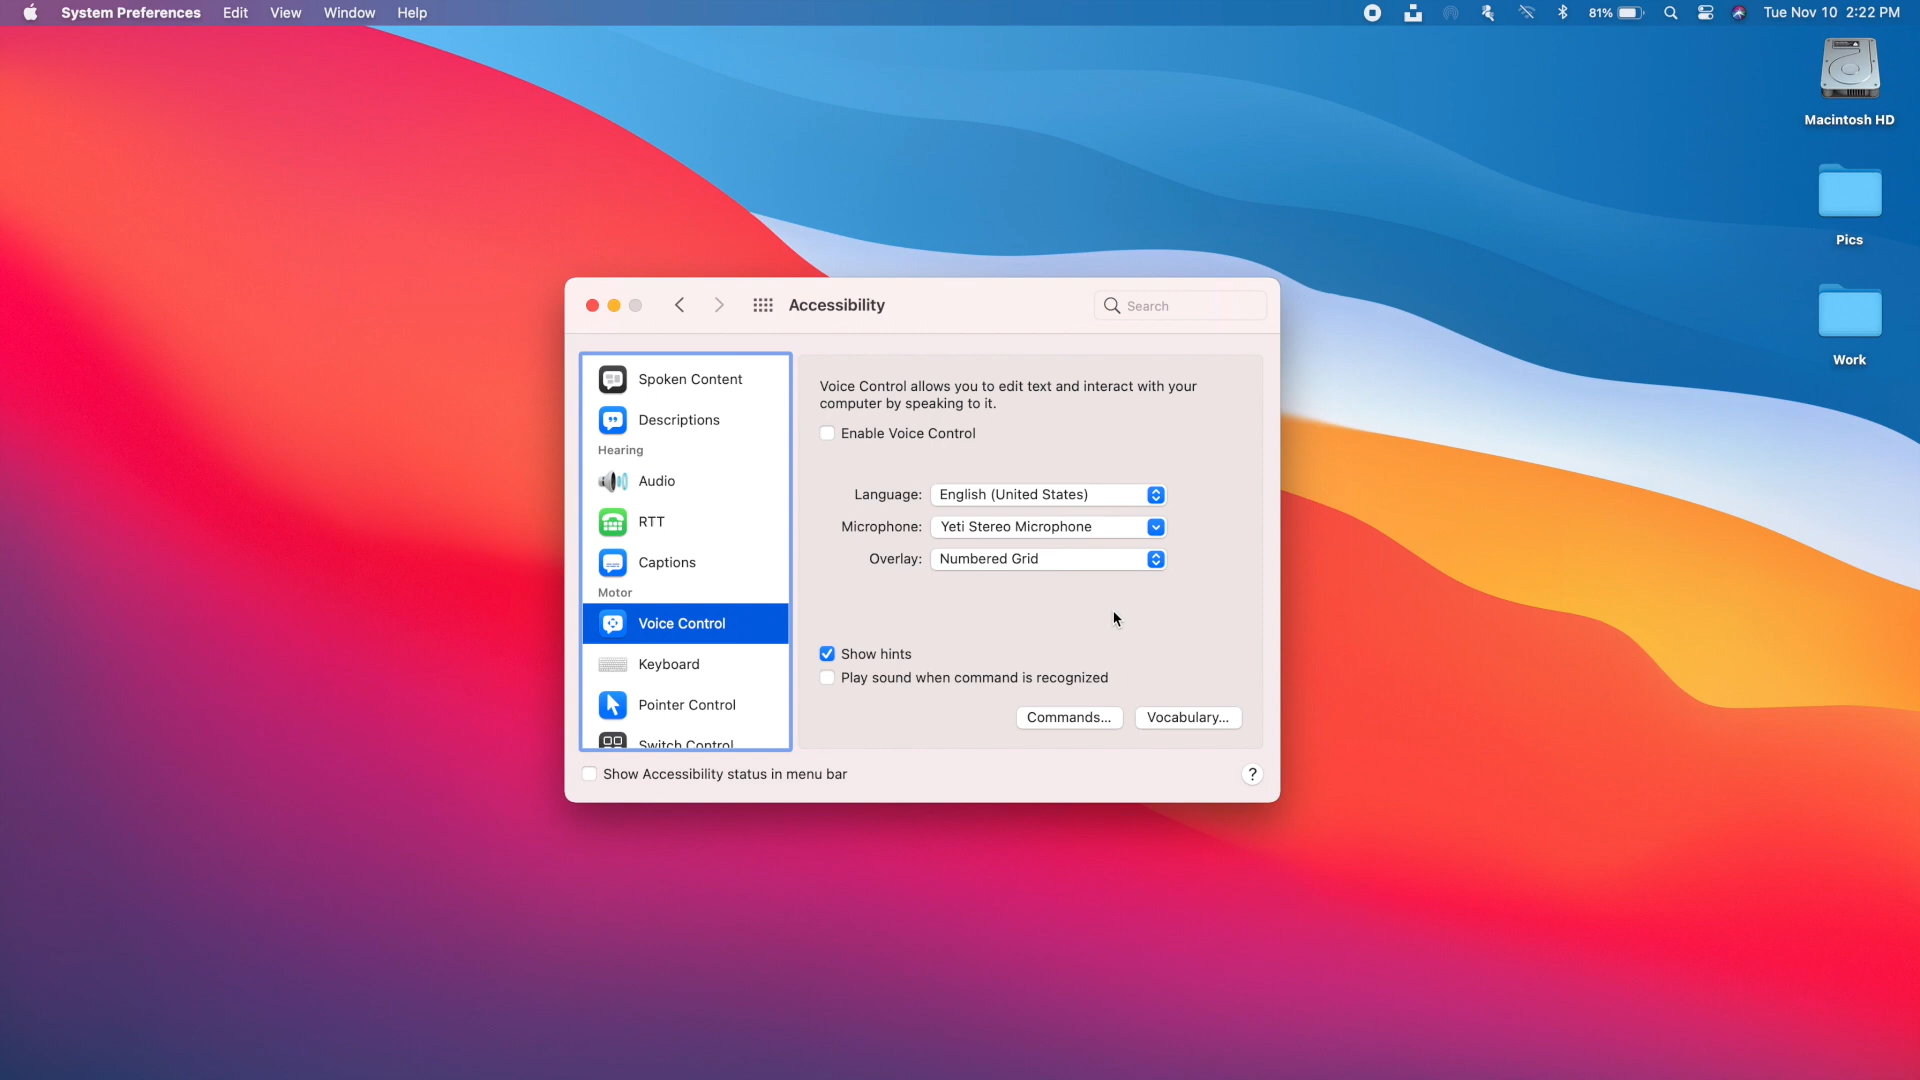 System Preferences Edit View Window Help 81% Tue Nov 10 2:22 PM
Macintosh HD
Pics
Work
Accessibility Search
Spoken Content
Descriptions
Hearing
Audio
RTT
Captions
Motor
Voice Control
Keyboard
Pointer Control
Switch Control
Voice Control allows you to edit text and interact with your
computer by speaking to it.
Enable Voice Control
Language: English (United States)
Microphone: Yeti Stereo Microphone
Overlay: Numbered Grid
Show hints
Play sound when command is recognized
Commands... Vocabulary...
Show Accessibility status in menu bar ?